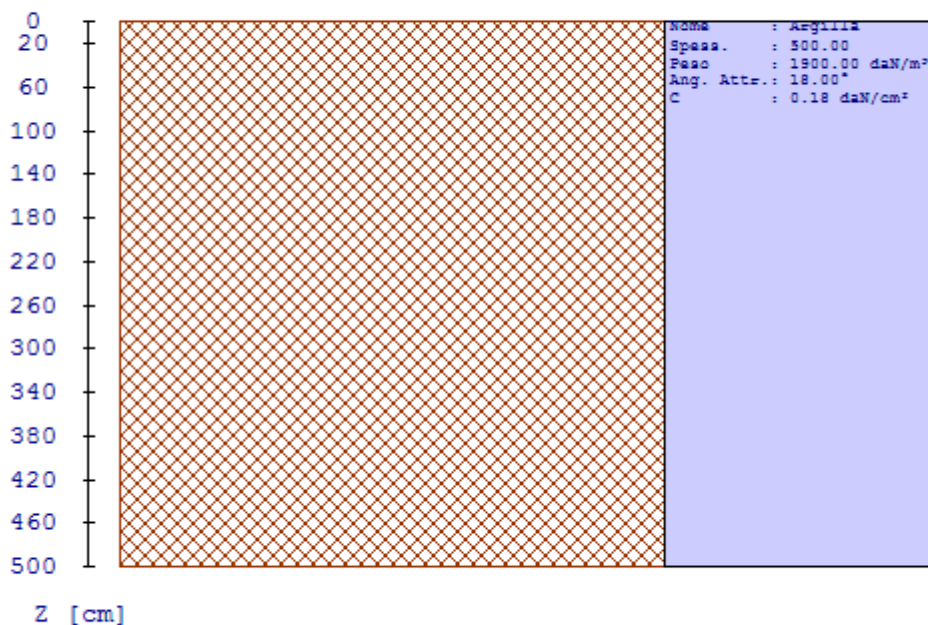 0
20
60
100
140
180
220
260
300
340
380
420
460
500
Z [cm]
Nome : Argilla
Spess. : 500.00
Peso : 1900.00 daN/m³
Ang. Attr.: 18.00°
C : 0.18 daN/cm²